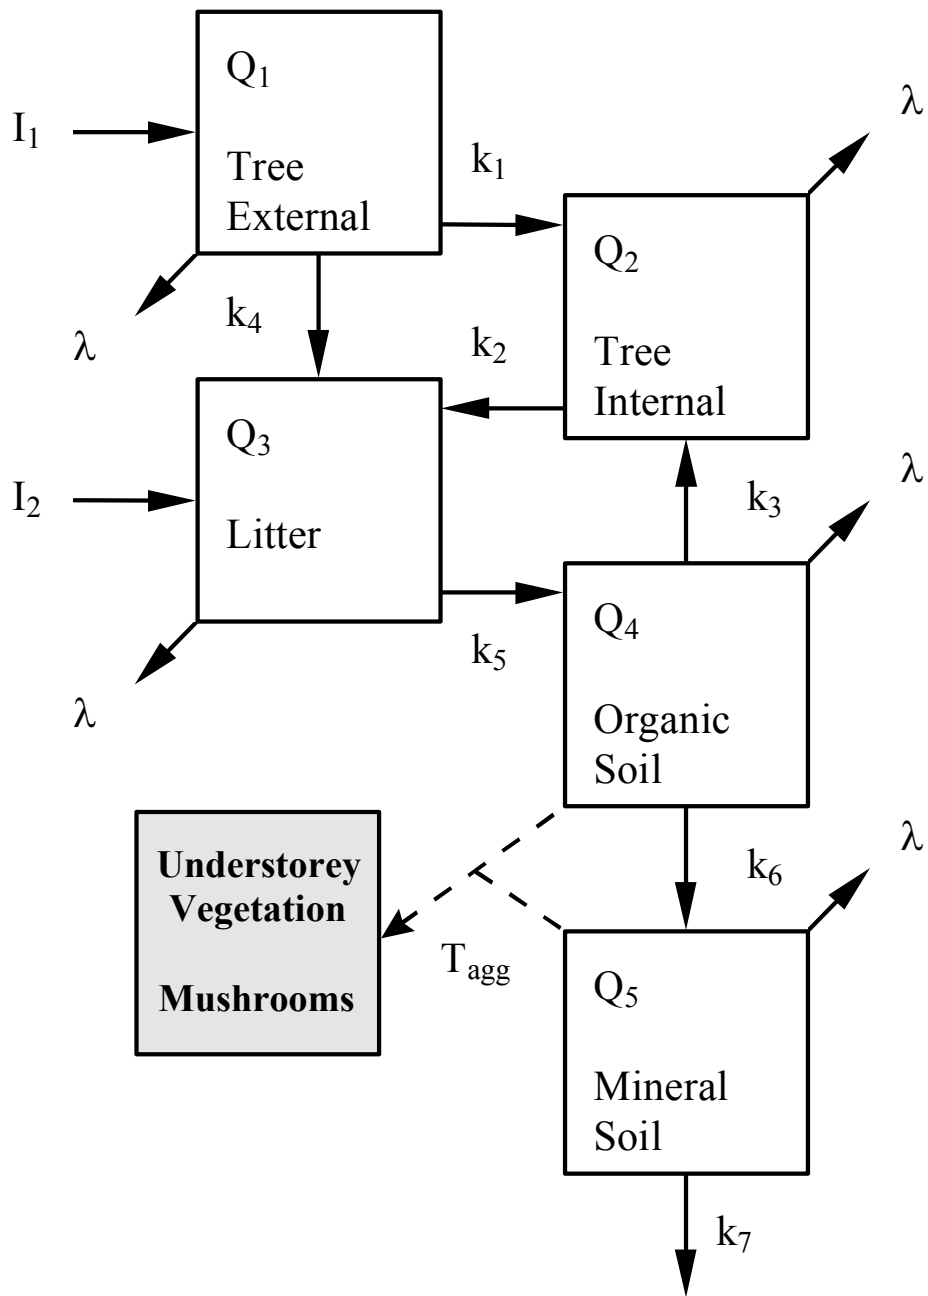 Q₁
I₁
Tree
External
k₁
λ
Q₂
k₄
λ
k₂
Tree
Internal
Q₃
I₂
Litter
λ
k₃
k₅
Q₄
λ
Organic
Soil
Understorey
Vegetation
Mushrooms
λ
k₆
T_agg
Q₅
Mineral
Soil
k₇